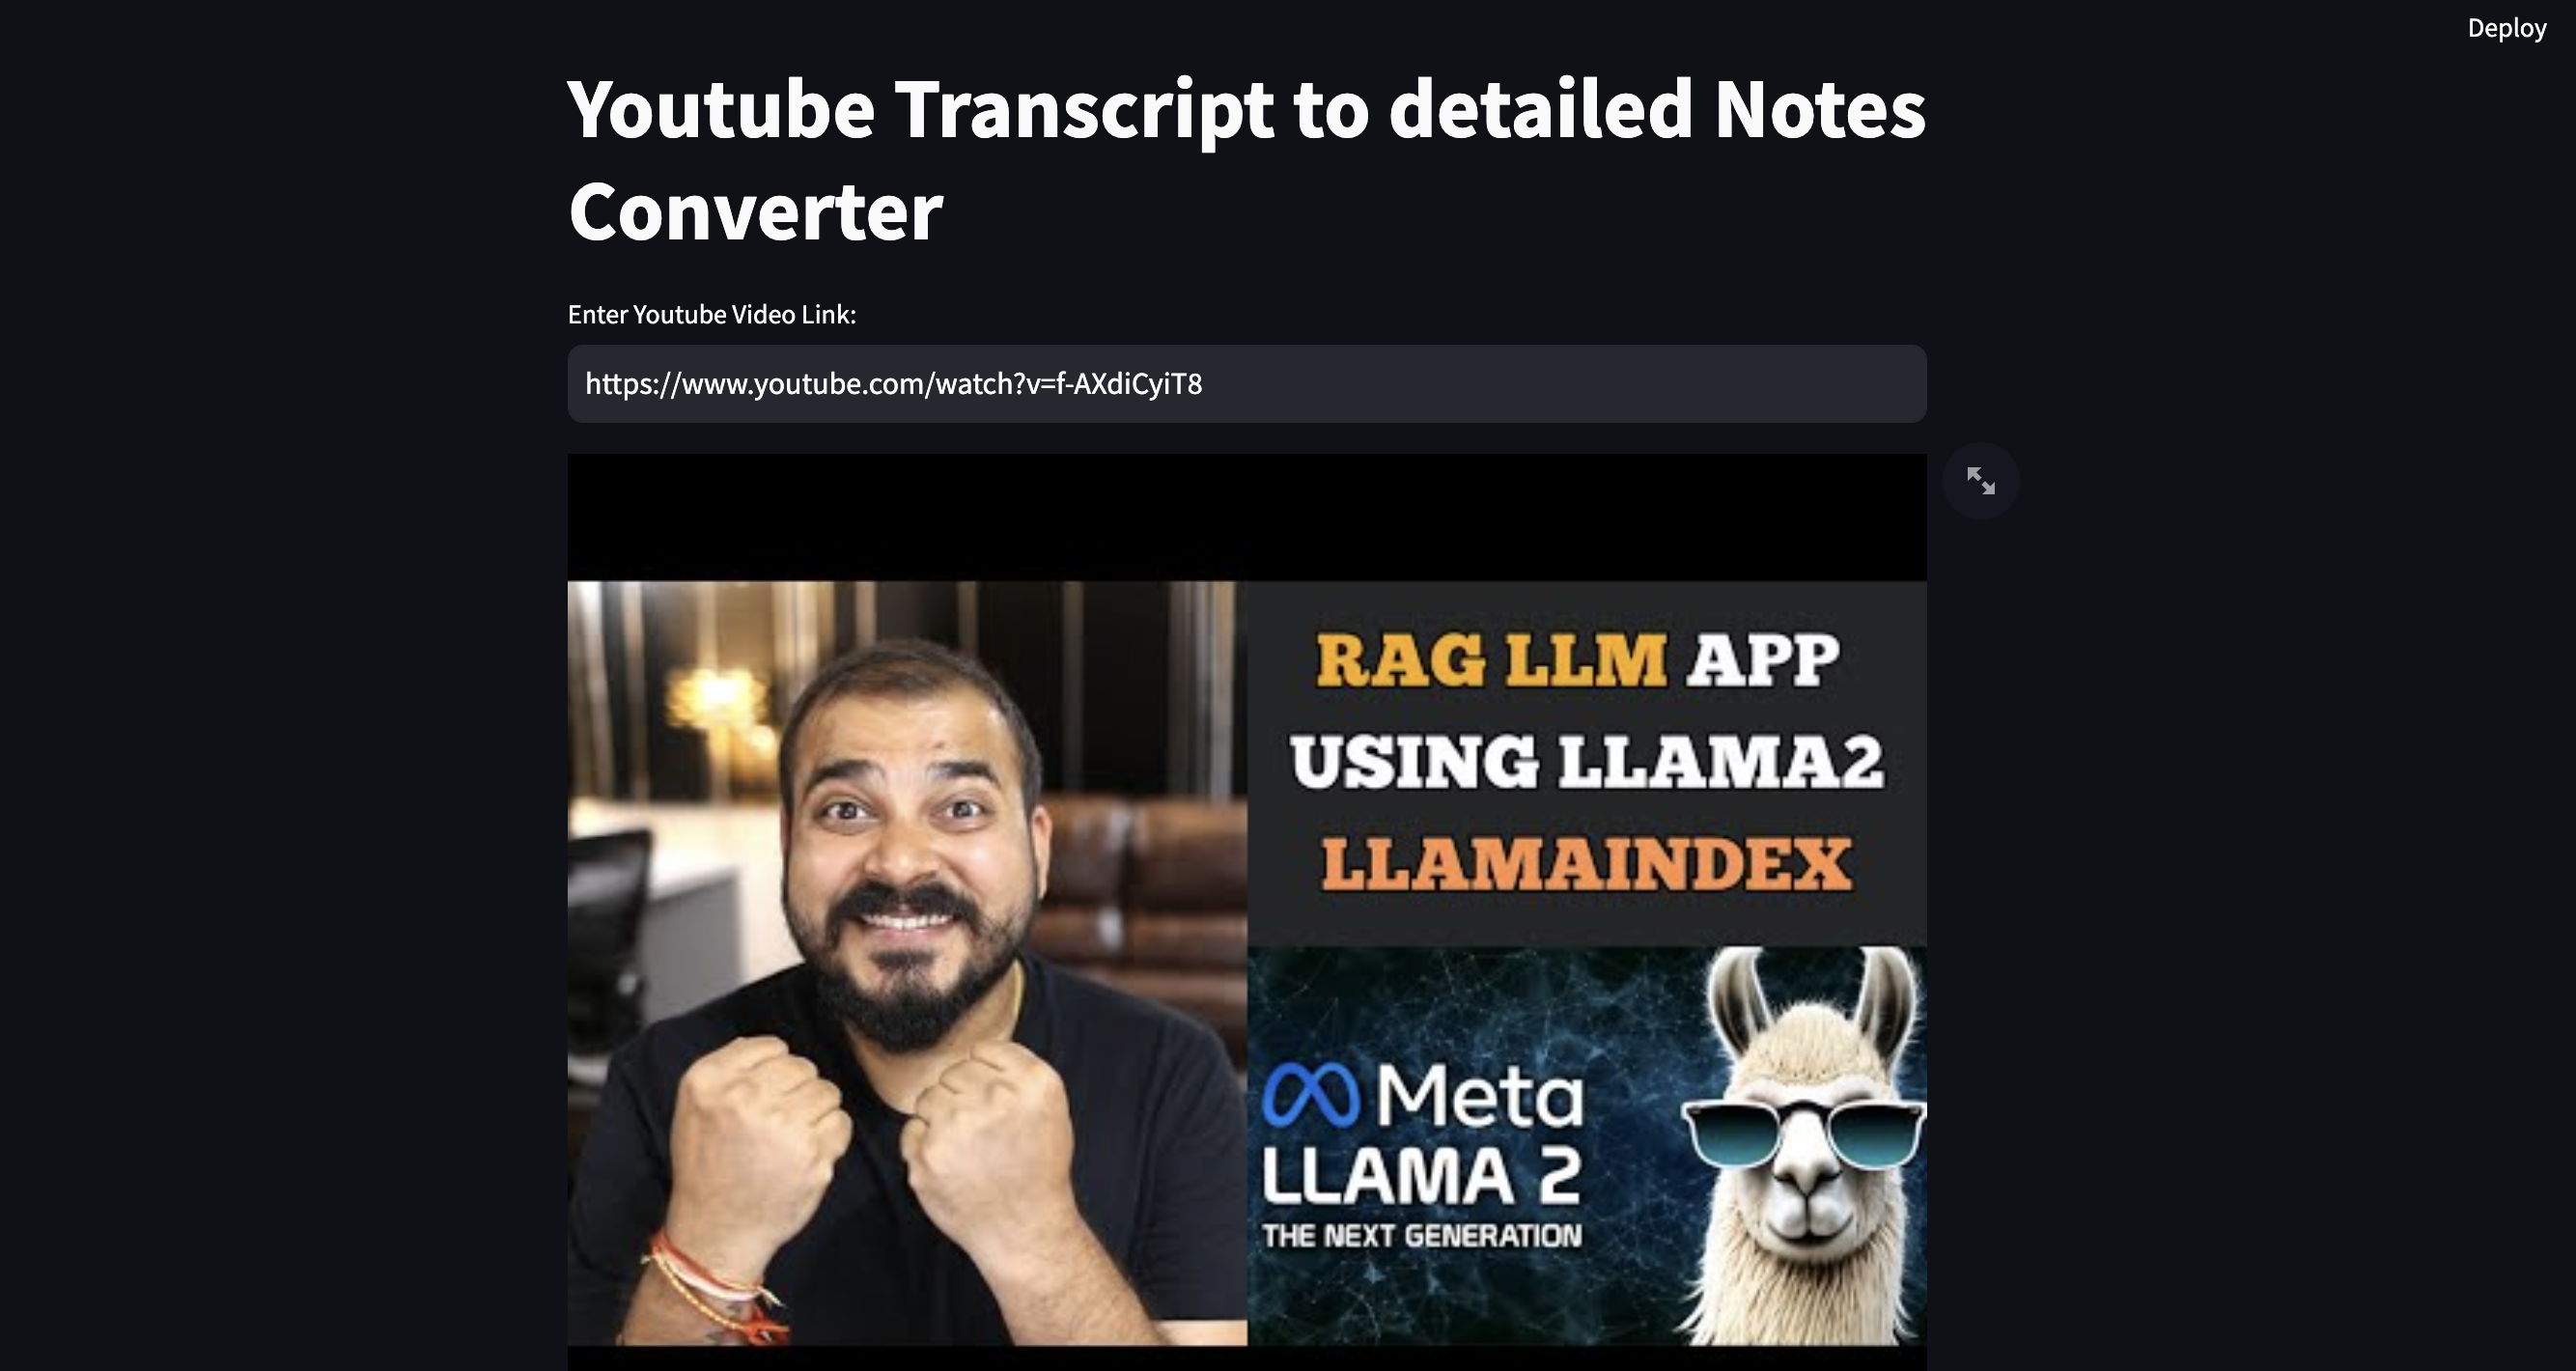 Deploy
Youtube Transcript to detailed Notes
Converter
Enter Youtube Video Link:
https://www.youtube.com/watch?v=f-AXdiCyiT8
RAG LLM APP
USING LLAMA2
LLAMAINDEX
Meta
LLAMA 2
THE NEXT GENERATION